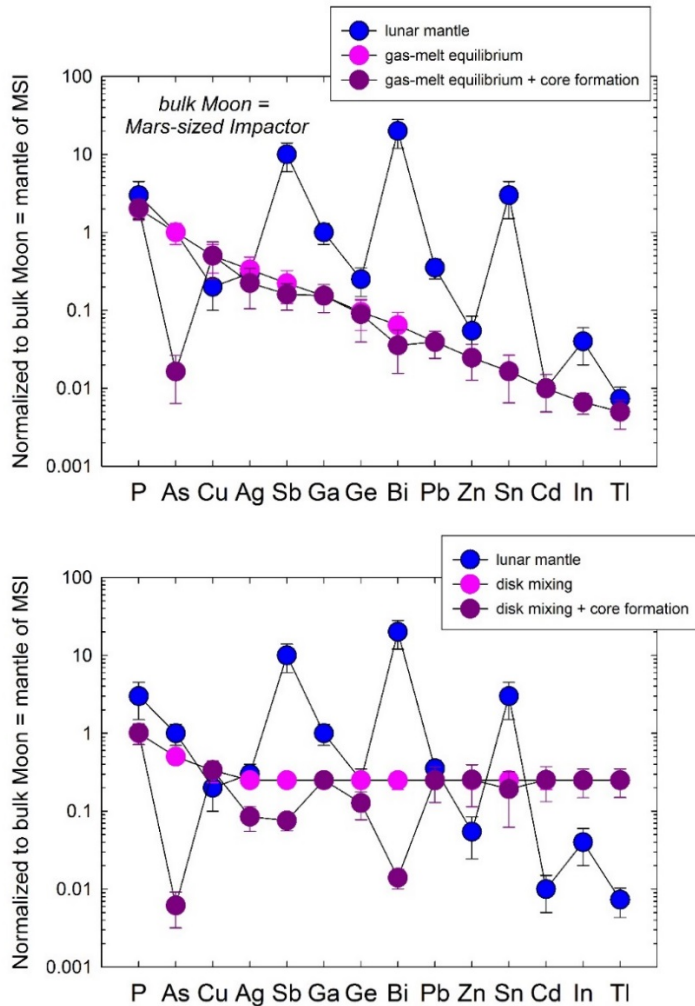 lunar mantle
gas-melt equilibrium
gas-melt equilibrium + core formation
100
10
1
0.1
0.01
0.001
Normalized to bulk Moon = mantle of MSI
bulk Moon =
Mars-sized Impactor
P As Cu Ag Sb Ga Ge Bi Pb Zn Sn Cd In Tl
lunar mantle
disk mixing
disk mixing + core formation
100
10
1
0.1
0.01
0.001
Normalized to bulk Moon = mantle of MSI
P As Cu Ag Sb Ga Ge Bi Pb Zn Sn Cd In Tl